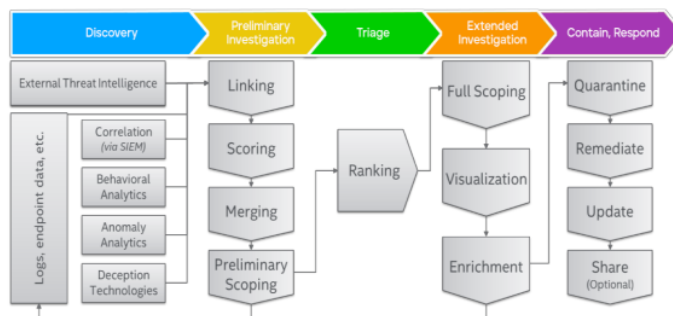 Discovery
Preliminary
Investigation
Triage
Extended
Investigation
Contain, Respond
External Threat Intelligence
Logs, endpoint data, etc.
Correlation
(via SIEM)
Behavioral
Analytics
Anomaly
Analytics
Deception
Technologies
Linking
Scoring
Merging
Preliminary
Scoping
Ranking
Full Scoping
Visualization
Enrichment
Quarantine
Remediate
Update
Share
(Optional)